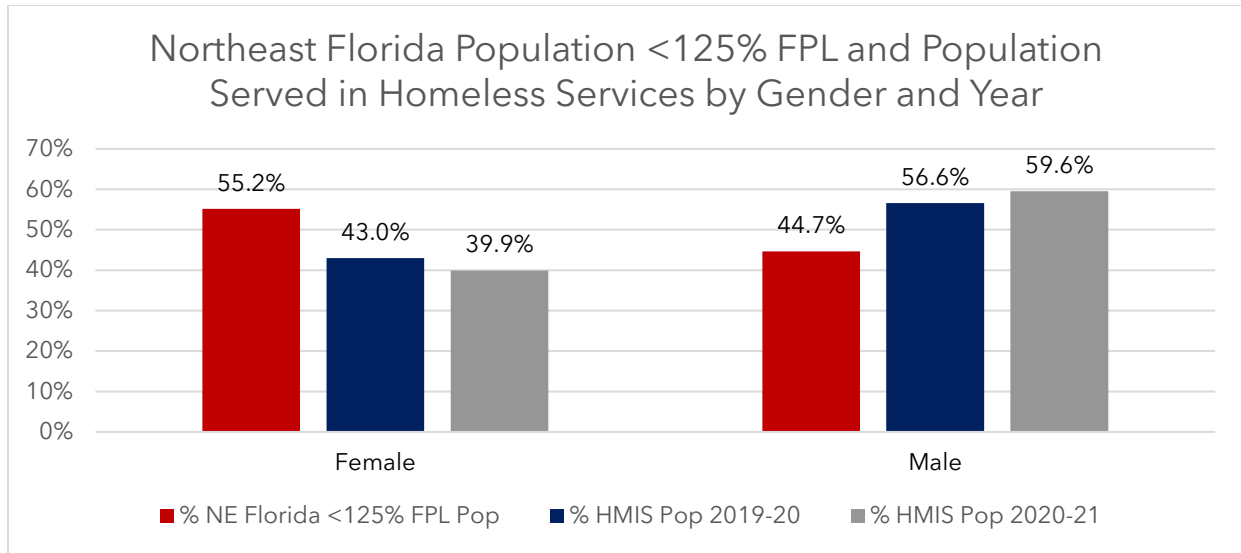 Northeast Florida Population <125% FPL and Population
Served in Homeless Services by Gender and Year
70%
60%
50%
40%
30%
20%
10%
0%
55.2%
43.0%
39.9%
44.7%
56.6%
59.6%
Female
Male
% NE Florida <125% FPL Pop
% HMIS Pop 2019-20
% HMIS Pop 2020-21